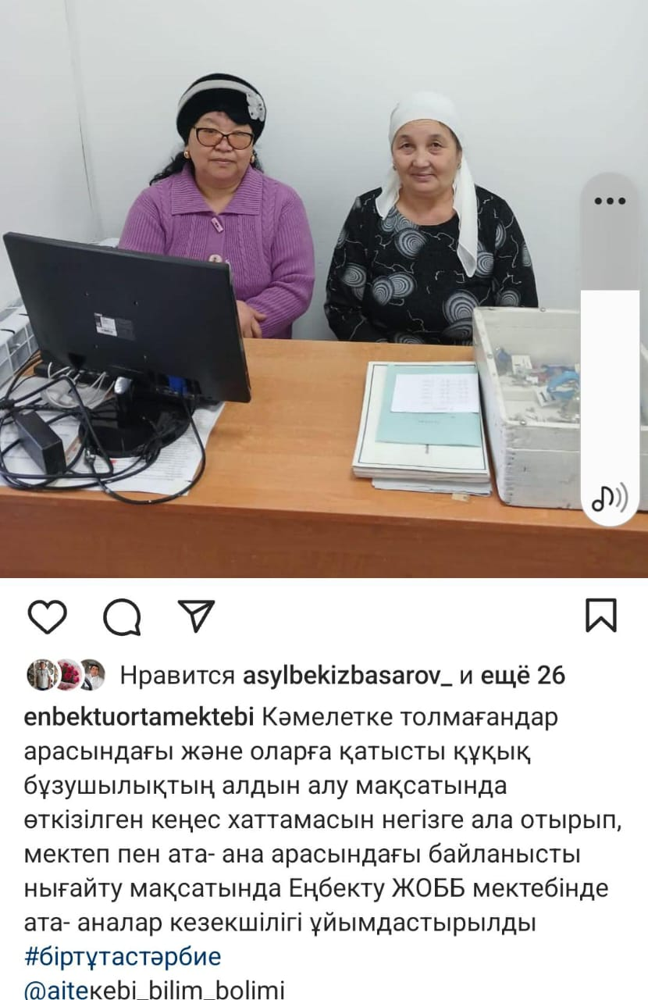 Нравится asylbekizbasarov_ и ещё 26
enbektuortamektebi Кәмелетке толмағандар
арасындағы және оларға қатысты құқық
бұзушылықтың алдын алу мақсатында
өткізілген кеңес хаттамасын негізге ала отырып,
мектеп пен ата- ана арасындағы байланысты
нығайту мақсатында Еңбекту ЖОББ мектебінде
ата- аналар кезекшілігі ұйымдастырылды
#біртұтастәрбие
@aiteкebi_bilim_bolimi